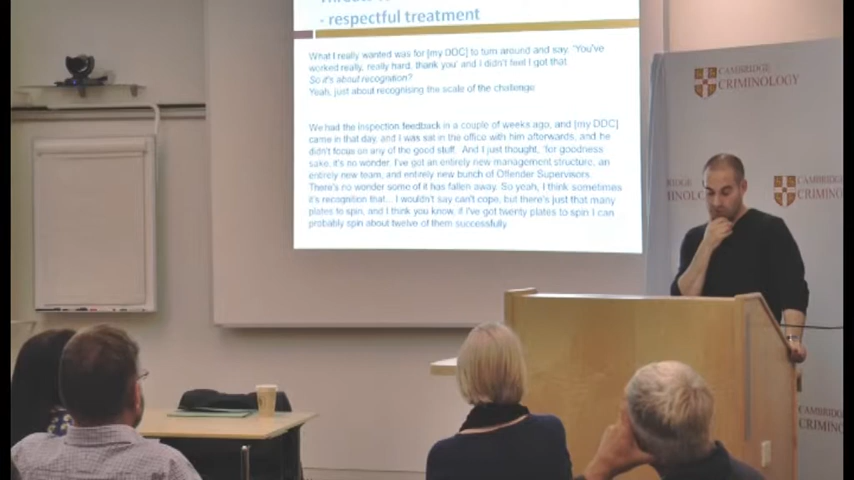 - respectful treatment
What I really wanted was for [my DDC] to turn around and say, 'You've
worked really, really hard, thank you' and I didn't feel I got that
So it's about recognition?
Yeah, just about recognising the scale of the challenge
We had the inspection feedback in a couple of weeks ago, and [my DDC]
came in that day, and I was sat in the office with him afterwards, and he
didn't focus on any of the good stuff. And I just thought, 'for goodness
sake, it's no wonder. I've got an entirely new management structure, an
entirely new team, and entirely new bunch of Offender Supervisors.
There's no wonder some of it has fallen away. So yeah, I think sometimes
it's recognition that... I wouldn't say can't cope, but there's just that many
plates to spin, and I think you know, if I've got twenty plates to spin I can
probably spin about twelve of them successfully
CAMBRIDGE
CRIMINOLOGY
CAMBRIDGE
CRIMINO